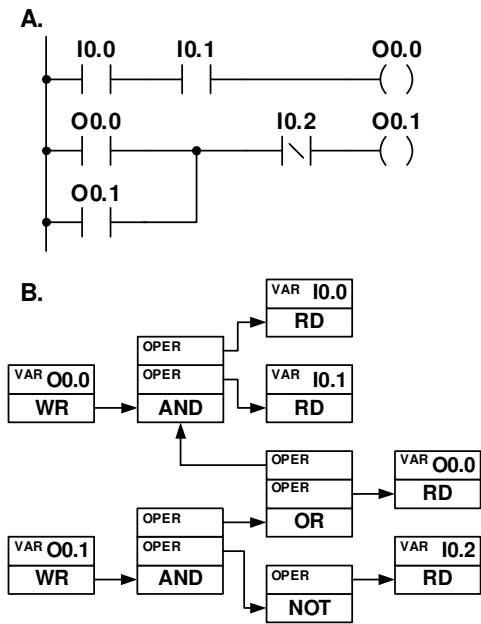 A.
I0.0 I0.1 O0.0
O0.0 I0.2 O0.1
O0.1
B.
VAR I0.0
RD
OPER
OPER
AND
VAR O0.0
WR
VAR I0.1
RD
OPER
OPER
OR
VAR O0.0
RD
OPER
OPER
AND
VAR O0.1
WR
VAR I0.2
RD
OPER
NOT